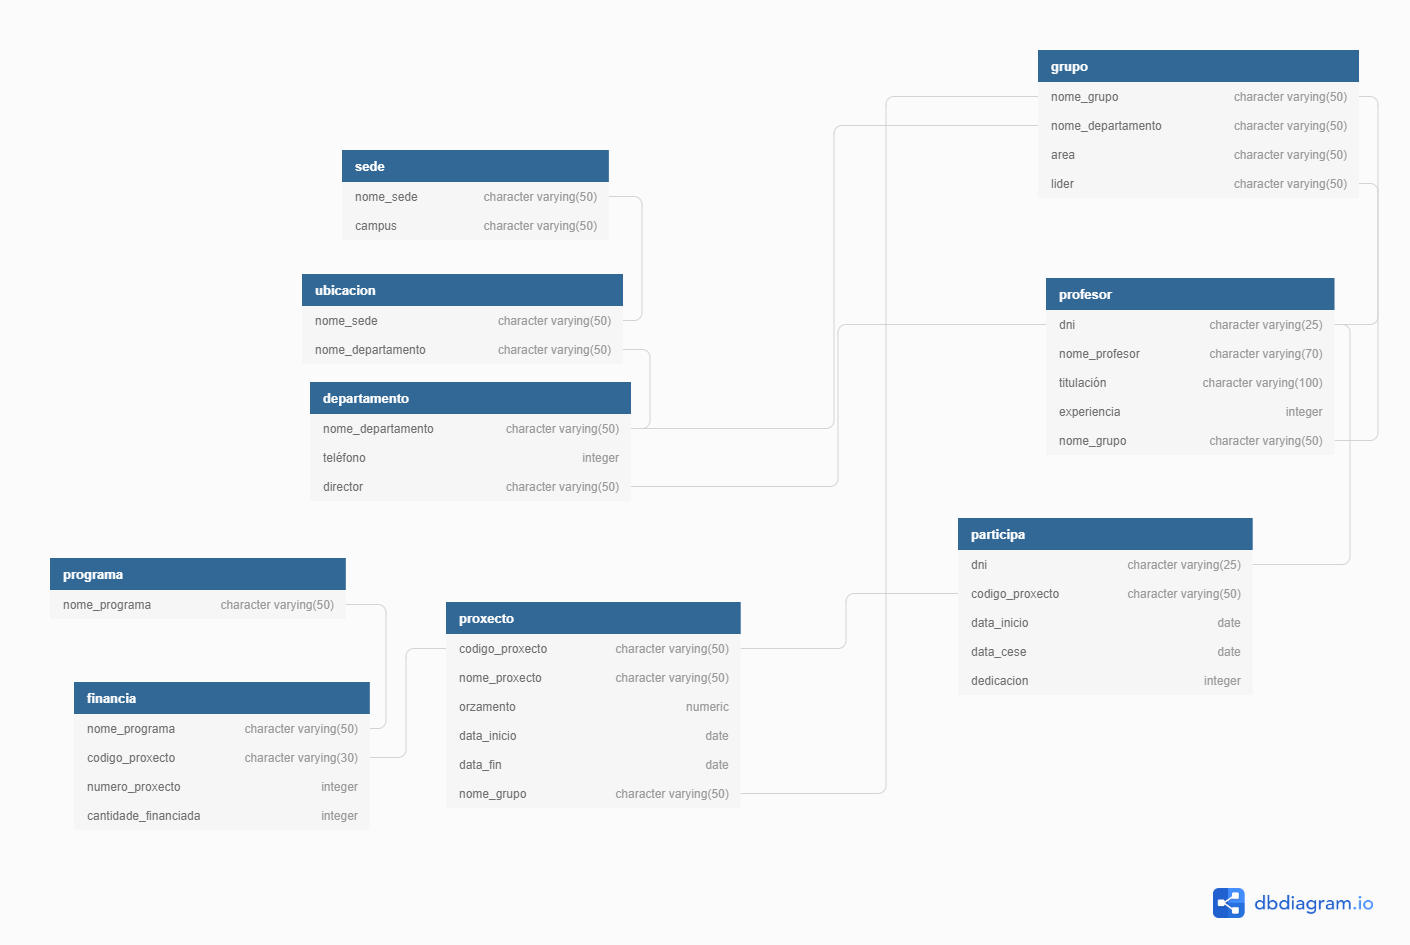 grupo
nome_grupo character varying(50)
nome_departamento character varying(50)
area character varying(50)
lider character varying(50)
sede
nome_sede character varying(50)
campus character varying(50)
ubicacion
nome_sede character varying(50)
nome_departamento character varying(50)
profesor
dni character varying(25)
nome_profesor character varying(70)
titulación character varying(100)
experiencia integer
nome_grupo character varying(50)
departamento
nome_departamento character varying(50)
teléfono integer
director character varying(50)
participa
dni character varying(25)
codigo_proxecto character varying(50)
data_inicio date
data_cese date
dedicacion integer
programa
nome_programa character varying(50)
proxecto
codigo_proxecto character varying(50)
nome_proxecto character varying(50)
orzamento numeric
data_inicio date
data_fin date
nome_grupo character varying(50)
financia
nome_programa character varying(50)
codigo_proxecto character varying(30)
numero_proxecto integer
cantidade_financiada integer
dbdiagram.io